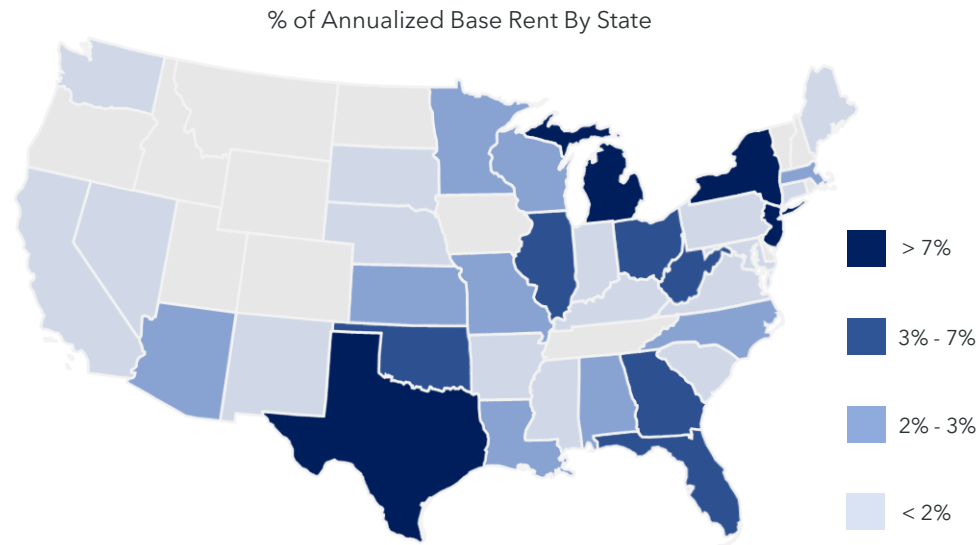 % of Annualized Base Rent By State
> 7%
3% - 7%
2% - 3%
< 2%